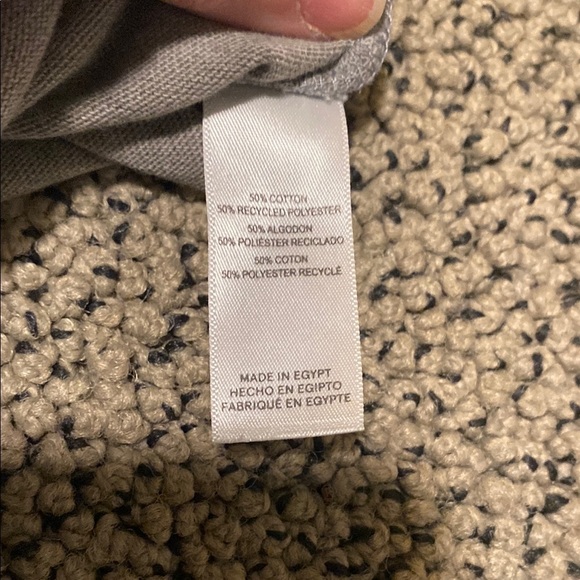 50% COTTON
50% RECYCLED POLYESTER
50% ALGODON
50% POLIÉSTER RECICLADO
50% COTON
50% POLYESTER RECYCLÉ
MADE IN EGYPT
HECHO EN EGIPTO
FABRIQUÉ EN EGYPTE